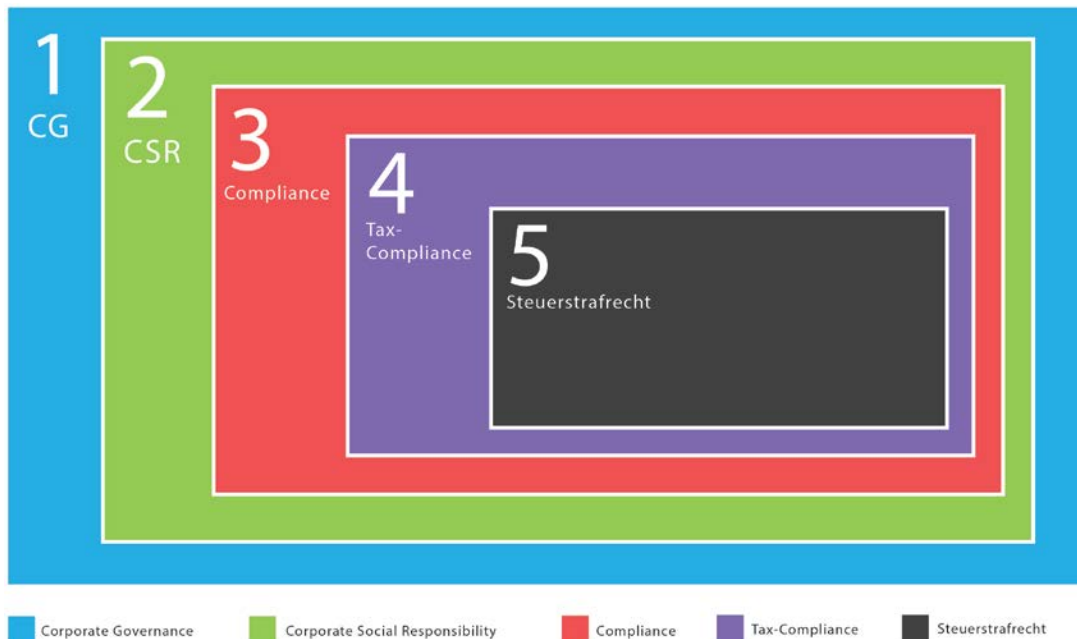 1
CG
2
CSR
3
Compliance
4
Tax-
Compliance
5
Steuerstrafrecht
Corporate Governance
Corporate Social Responsibility
Compliance
Tax-Compliance
Steuerstrafrecht